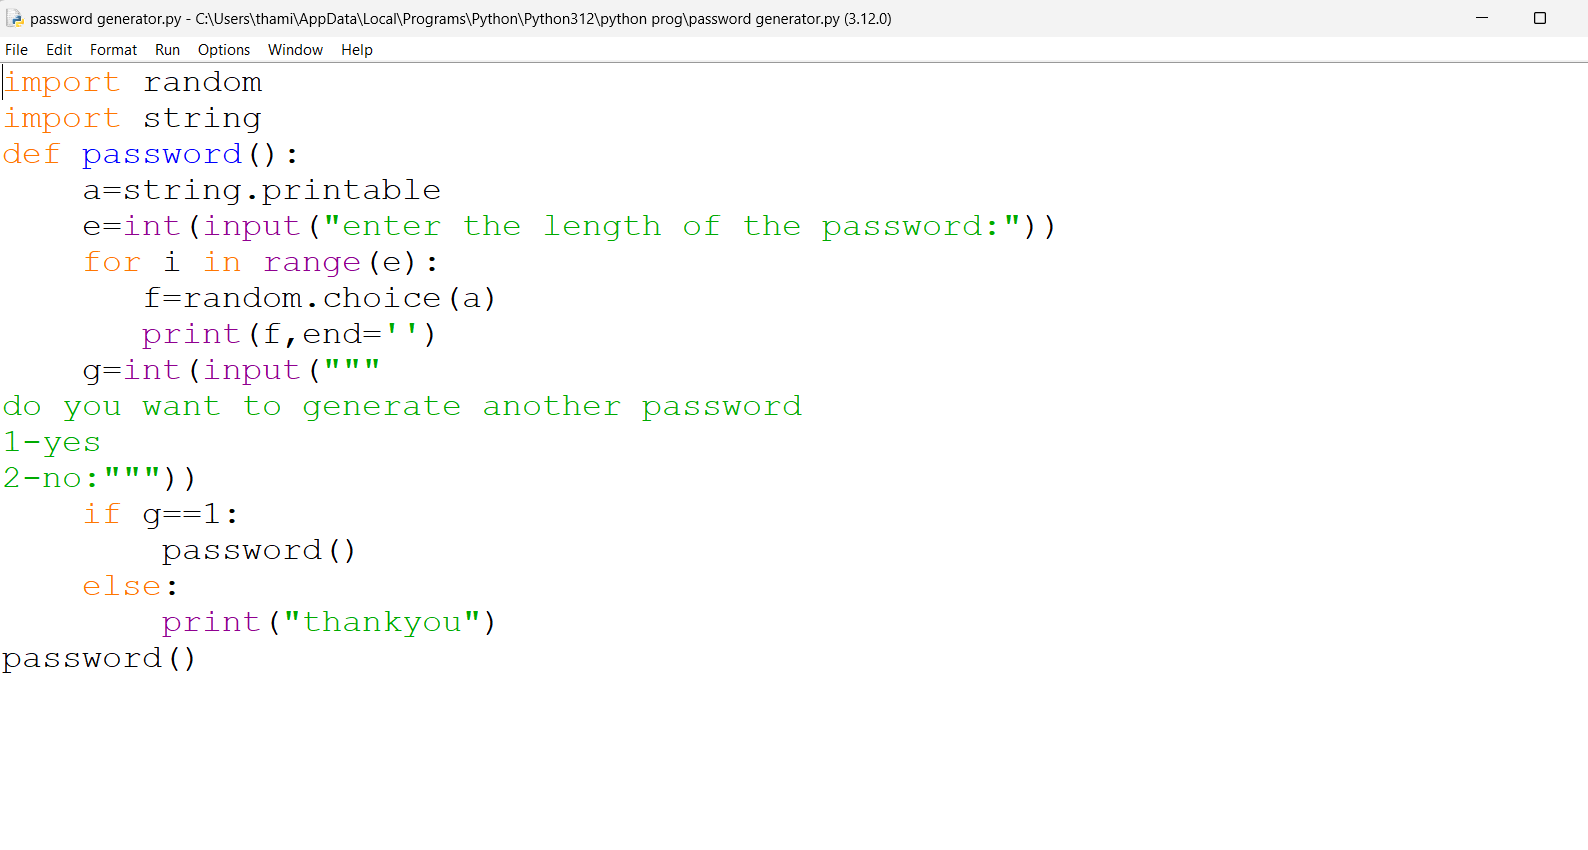 password generator.py - C:\Users\thami\AppData\Local\Programs\Python\Python312\python prog\password generator.py (3.12.0)
File Edit Format Run Options Window Help
import random
import string
def password():
    a=string.printable
    e=int(input("enter the length of the password:"))
    for i in range(e):
       f=random.choice(a)
       print(f,end='')
    g=int(input("""
do you want to generate another password
1-yes
2-no:"""))
    if g==1:
        password()
    else:
        print("thankyou")
password()